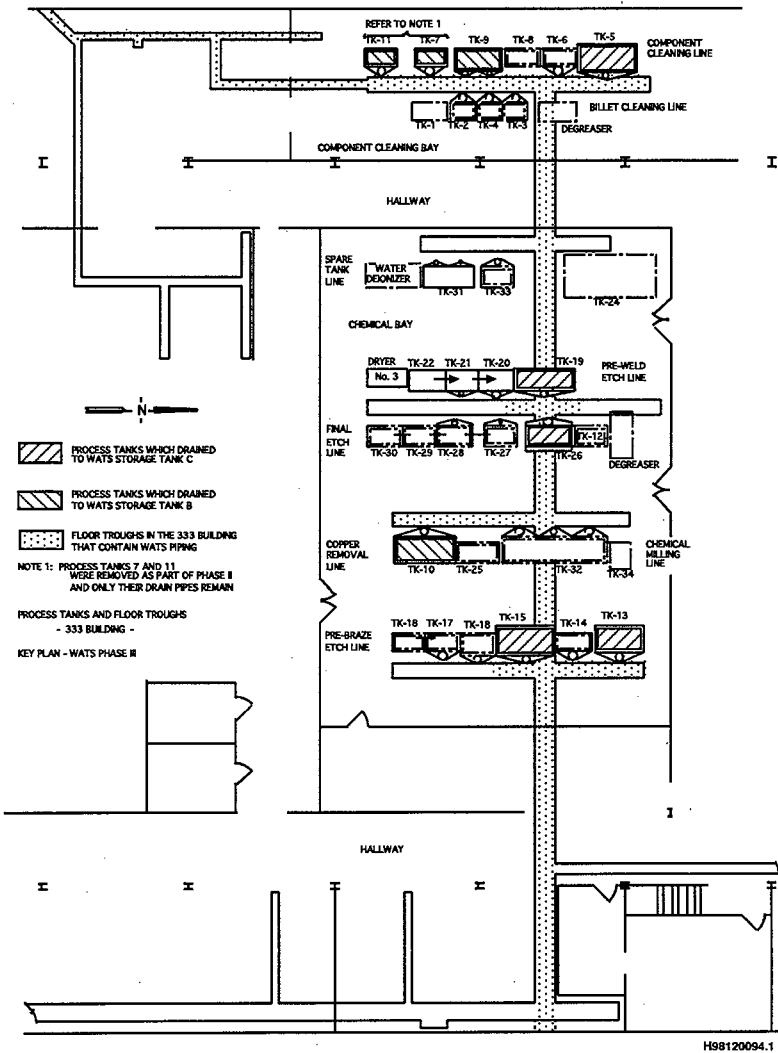 REFER TO NOTE 1
TK-11
TK-7
TK-9
TK-8
TK-6
TK-5
COMPONENT
CLEANING LINE
TK-1
TK-2
TK-4
TK-3
BILLET CLEANING LINE
DEGREASER
COMPONENT CLEANING BAY
HALLWAY
SPARE
TANK
LINE
WATER
DEIONIZER
TK-31
TK-33
TK-24
CHEMICAL BAY
DRYER
No. 3
TK-22
TK-21
TK-20
TK-19
PRE-WELD
ETCH LINE
N
FINAL
ETCH
LINE
TK-30
TK-29
TK-28
TK-27
TK-26
TK-12
DEGREASER
PROCESS TANKS WHICH DRAINED
TO WATS STORAGE TANK C
PROCESS TANKS WHICH DRAINED
TO WATS STORAGE TANK B
FLOOR TROUGHS IN THE 333 BUILDING
THAT CONTAIN WATS PIPING
COPPER
REMOVAL
LINE
TK-10
TK-25
TK-32
TK-34
CHEMICAL
MILLING
LINE
NOTE 1: PROCESS TANKS 7 AND 11
WERE REMOVED AS PART OF PHASE II
AND ONLY THEIR DRAIN PIPES REMAIN
PROCESS TANKS AND FLOOR TROUGHS
- 333 BUILDING -
KEY PLAN - WATS PHASE III
PRE-BRAZE
ETCH LINE
TK-18
TK-17
TK-18
TK-15
TK-14
TK-13
HALLWAY
H98120094.1